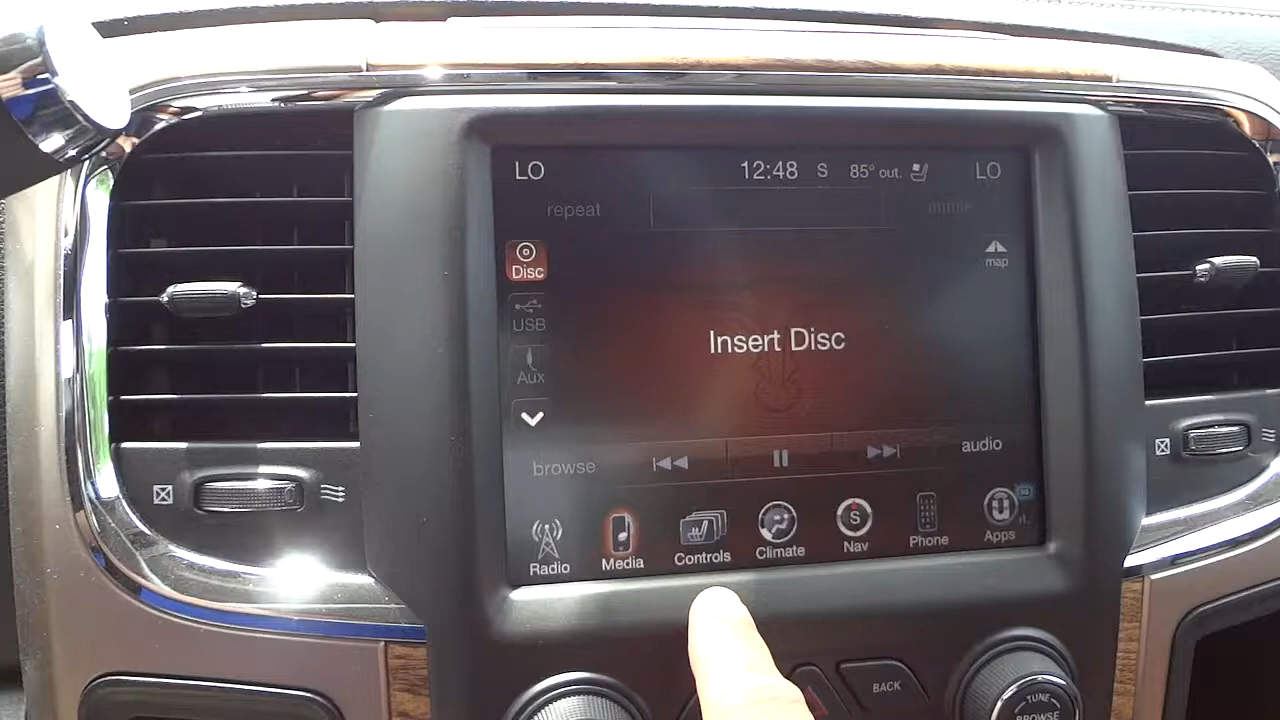 LO 12:48 S 85° out. LO
repeat
Disc
map
USB
Insert Disc
Aux
browse
audio
Radio
Media
Controls
Climate
Nav
Phone
Apps
BACK
TUNE
BROWSE